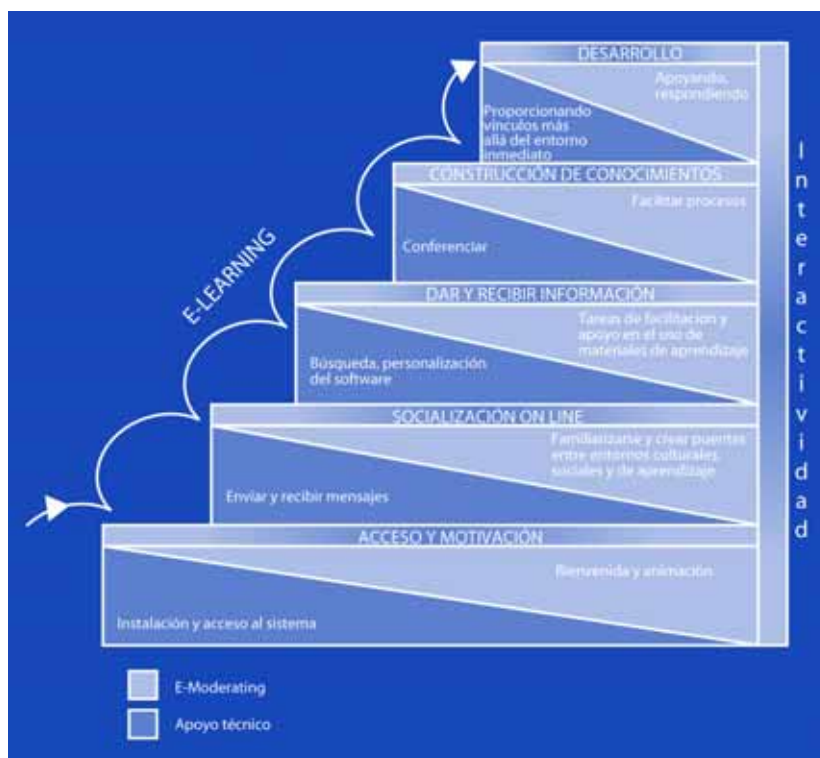 DESARROLLO
Apoyando,
respondiendo
Proporcionando
vínculos más
allá del entorno
inmediato
CONSTRUCCIÓN DE CONOCIMIENTOS
Facilitar procesos
Conferenciar
DAR Y RECIBIR INFORMACIÓN
Tareas de facilitacion y
apoyo en el uso de
materiales de aprendizaje
Búsqueda, personalización
del software
SOCIALIZACIÓN ON LINE
Familiarizarse y crear puentes
entre entornos culturales,
sociales y de aprendizaje
Enviar y recibir mensajes
ACCESO Y MOTIVACIÓN
Bienvenida y animación
Instalación y acceso al sistema
E-LEARNING
Interactividad
E-Moderating
Apoyo técnico